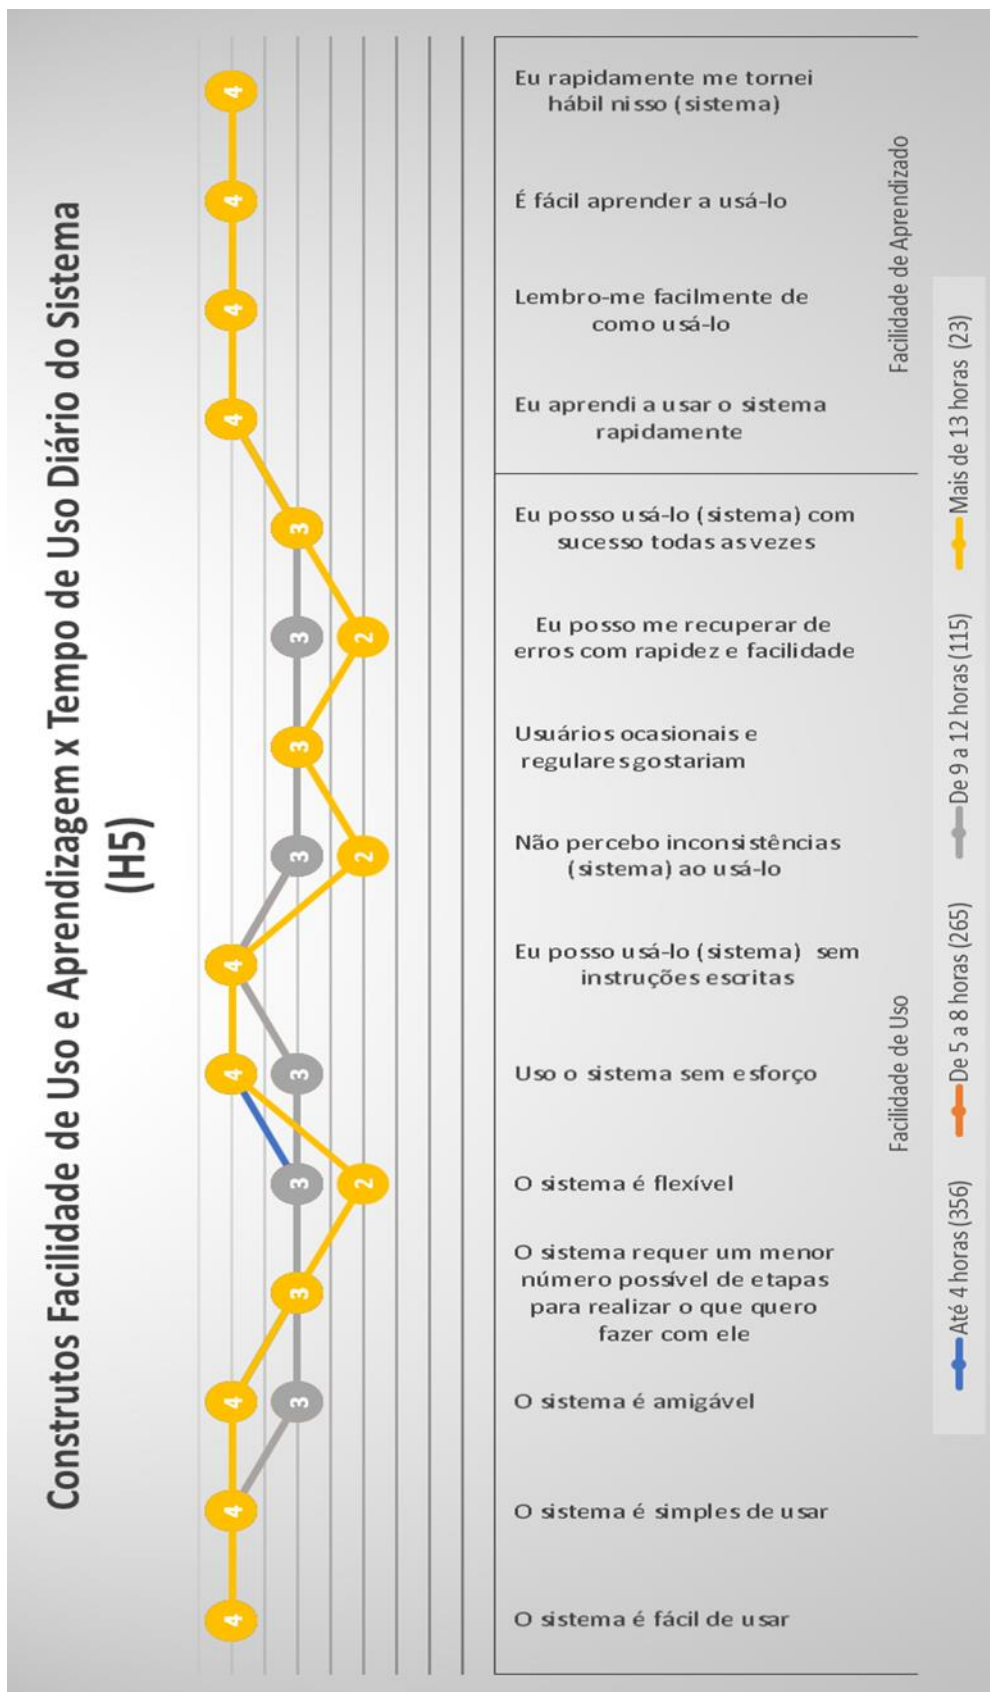 Construtos Facilidade de Uso e Aprendizagem x Tempo de Uso Diário do Sistema
(H5)
4
4
4
4
4
4
4
4
4
3
3
3
3
3
3
3
3
2
2
2
O sistema é fácil de usar
O sistema é simples de usar
O sistema é amigável
O sistema requer um menor
número possível de etapas
para realizar o que quero
fazer com ele
O sistema é flexível
Uso o sistema sem esforço
Eu posso usá-lo (sistema) sem
instruções escritas
Não percebo inconsistências
(sistema) ao usá-lo
Usuários ocasionais e
regulares gostariam
Eu posso me recuperar de
erros com rapidez e facilidade
Eu posso usá-lo (sistema) com
sucesso todas as vezes
Eu aprendi a usar o sistema
rapidamente
Lembro-me facilmente de
como usá-lo
É fácil aprender a usá-lo
Eu rapidamente me tornei
hábil nisso (sistema)
Facilidade de Uso
Facilidade de Aprendizado
Até 4 horas (356)
De 5 a 8 horas (265)
De 9 a 12 horas (115)
Mais de 13 horas (23)